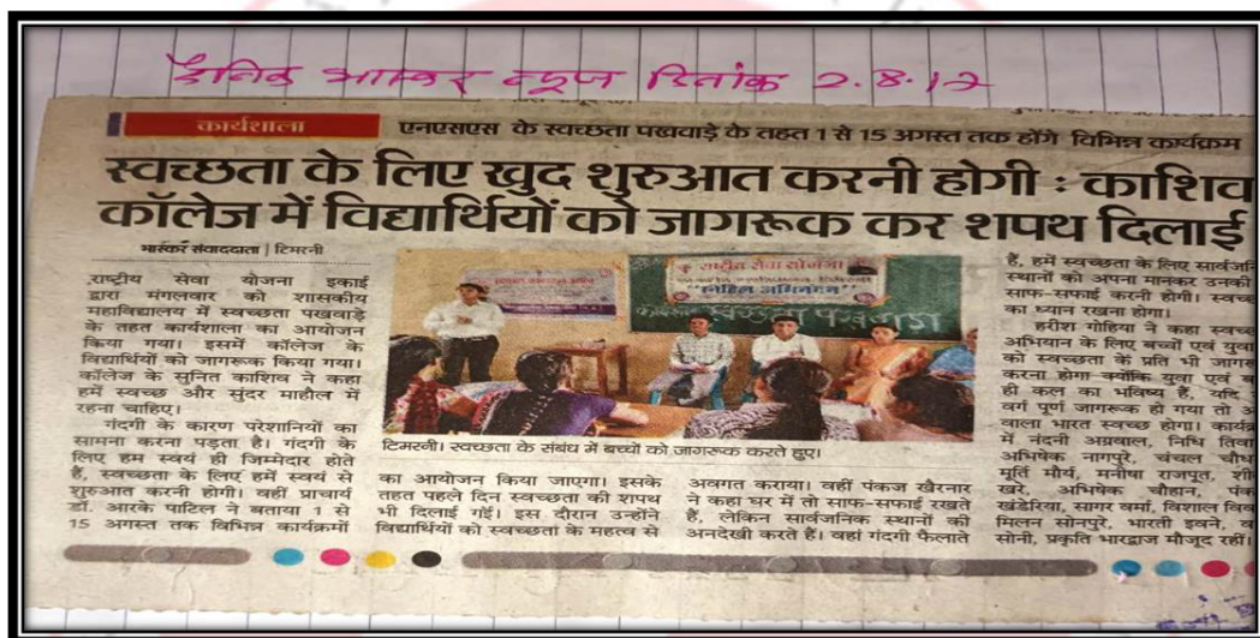 दैनिक भास्कर न्यूज दिनांक 2.8.17
कार्यशाला
एनएसएस के स्वच्छता पखवाड़े के तहत 1 से 15 अगस्त तक होंगे विभिन्न कार्यक्रम
स्वच्छता के लिए खुद शुरुआत करनी होगी : काशिव
कॉलेज में विद्यार्थियों को जागरूक कर शपथ दिलाई
भास्कर संवाददाता | टिमरनी
राष्ट्रीय सेवा योजना इकाई
द्वारा मंगलवार को शासकीय
महाविद्यालय में स्वच्छता पखवाड़े
के तहत कार्यशाला का आयोजन
किया गया। इसमें कॉलेज के
विद्यार्थियों को जागरूक किया गया।
कॉलेज के सुनित काशिव ने कहा
हमें स्वच्छ और सुंदर माहौल में
रहना चाहिए।
गंदगी के कारण परेशानियों का
सामना करना पड़ता है। गंदगी के
लिए हम स्वयं ही जिम्मेदार होते
हैं, स्वच्छता के लिए हमें स्वयं से
शुरुआत करनी होगी। वहीं प्राचार्य
डॉ. आरके पाटिल ने बताया 1 से
15 अगस्त तक विभिन्न कार्यक्रमों
राष्ट्रीय सेवा योजना
स्वच्छता पखवाड़ा
टिमरनी। स्वच्छता के संबंध में बच्चों को जागरूक करते हुए।
का आयोजन किया जाएगा। इसके
तहत पहले दिन स्वच्छता की शपथ
भी दिलाई गई। इस दौरान उन्होंने
विद्यार्थियों को स्वच्छता के महत्व से
अवगत कराया। वहीं पंकज खैरनार
ने कहा घर में तो साफ-सफाई रखते
हैं, लेकिन सार्वजनिक स्थानों की
अनदेखी करते हैं। वहां गंदगी फैलाते
हैं, हमें स्वच्छता के लिए सार्वजनि
स्थानों को अपना मानकर उनकी
साफ-सफाई करनी होगी। स्वच्
का ध्यान रखना होगा।
हरीश गोहिया ने कहा स्वच्
अभियान के लिए बच्चों एवं युवा
को स्वच्छता के प्रति भी जागर
करना होगा क्योंकि युवा एवं
ही कल का भविष्य हैं, यदि
वर्ग पूर्ण जागरूक हो गया तो
वाला भारत स्वच्छ होगा। कार्यक्र
में नंदनी अग्रवाल, निधि तिवा
अभिषेक नागपुरे, चंचल चौध
मूर्ति मौर्य, मनीषा राजपूत, शी
खरे, अभिषेक चौहान, पंक
खंडेरिया, सागर वर्मा, विशाल
मिलन सोनपुरे, भारती इवने,
सोनी, प्रकृति भारद्वाज मौजूद रहीं।